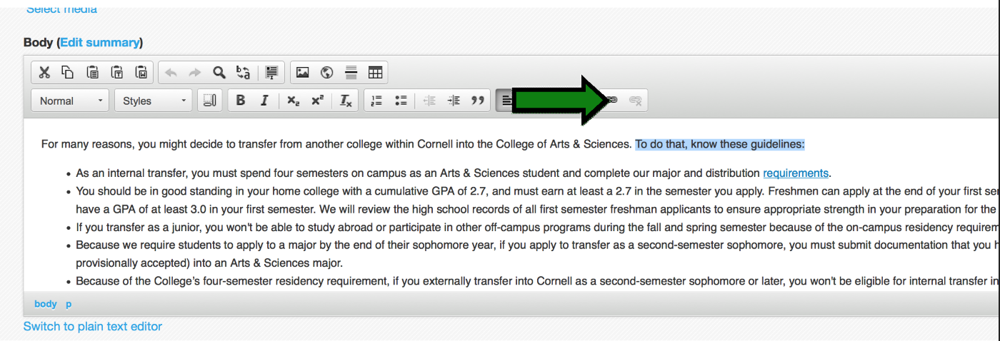 Select media
Body (Edit summary)
Normal Styles B I x₂ x² Tx
For many reasons, you might decide to transfer from another college within Cornell into the College of Arts & Sciences. To do that, know these guidelines:
• As an internal transfer, you must spend four semesters on campus as an Arts & Sciences student and complete our major and distribution requirements.
• You should be in good standing in your home college with a cumulative GPA of 2.7, and must earn at least a 2.7 in the semester you apply. Freshmen can apply at the end of your first
have a GPA of at least 3.0 in your first semester. We will review the high school records of all first semester freshman applicants to ensure appropriate strength in your preparation for the
• If you transfer as a junior, you won't be able to study abroad or participate in other off-campus programs during the fall and spring semester because of the on-campus residency
• Because we require students to apply to a major by the end of their sophomore year, if you apply to transfer as a second-semester sophomore, you must submit documentation that you
provisionally accepted) into an Arts & Sciences major.
• Because of the College's four-semester residency requirement, if you externally transfer into Cornell as a second-semester sophomore or later, you won't be eligible for internal transfer
body p
Switch to plain text editor